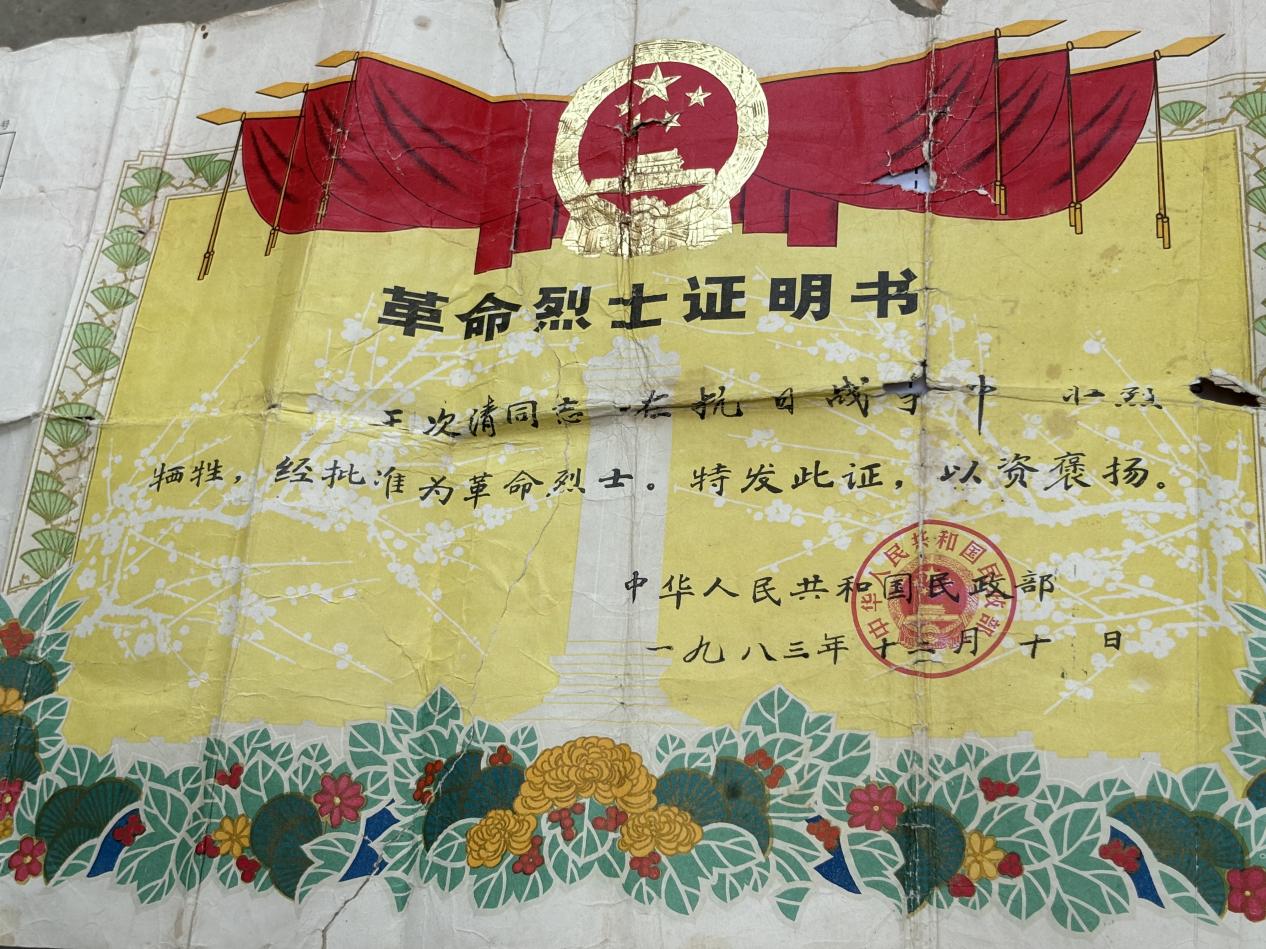 革命烈士证明书
王次清同志 在抗日战争中 壮烈
牺牲，经批准为革命烈士。特发此证，以资褒扬。
中华人民共和国民政部
一九八三年十二月十日
中华人民共和国民政部
号